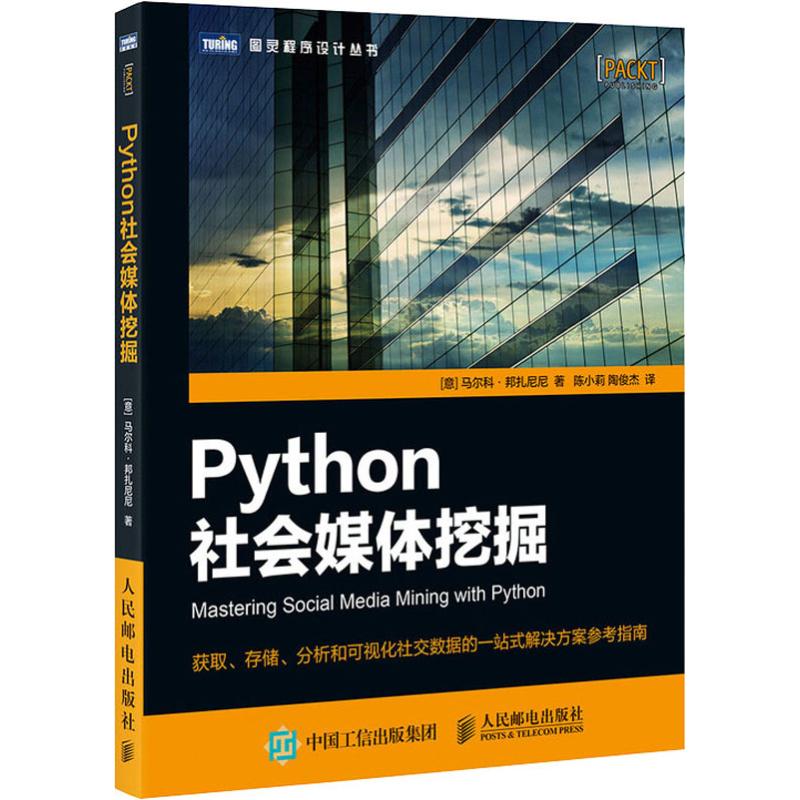 TURING 图灵程序设计丛书
[PACKT]
PUBLISHING
[意] 马尔科·邦扎尼尼 著 陈小莉 陶俊杰 译
Python
社会媒体挖掘
Mastering Social Media Mining with Python
获取、存储、分析和可视化社交数据的一站式解决方案参考指南
中国工信出版集团
人民邮电出版社
POSTS & TELECOM PRESS
TURING
[PACKT]
Python社会媒体挖掘
[意] 马尔科·邦扎尼尼 著
人民邮电出版社